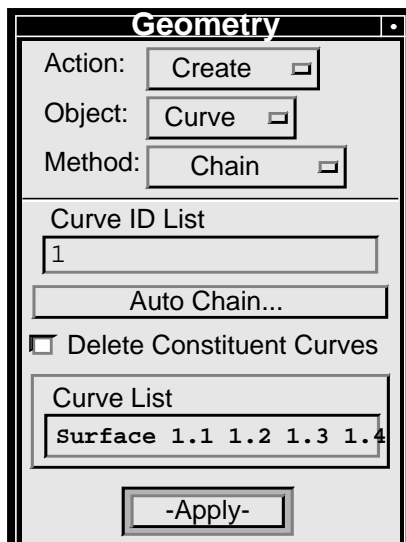 Geometry
Action: Create
Object: Curve
Method: Chain
Curve ID List
1
Auto Chain...
Delete Constituent Curves
Curve List
Surface 1.1 1.2 1.3 1.4
-Apply-